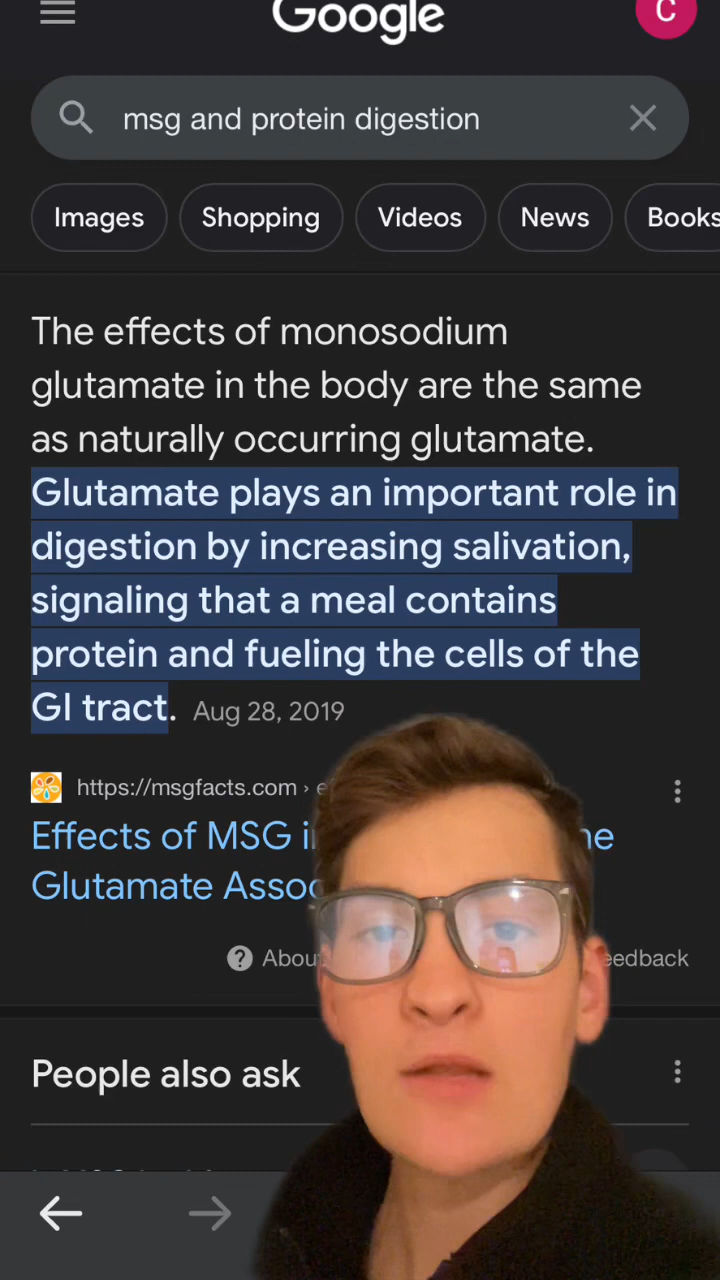 Google
C
msg and protein digestion
Images Shopping Videos News Books
The effects of monosodium
glutamate in the body are the same
as naturally occurring glutamate.
Glutamate plays an important role in
digestion by increasing salivation,
signaling that a meal contains
protein and fueling the cells of the
GI tract. Aug 28, 2019
https://msgfacts.com ›
Effects of MSG
Glutamate
People also ask